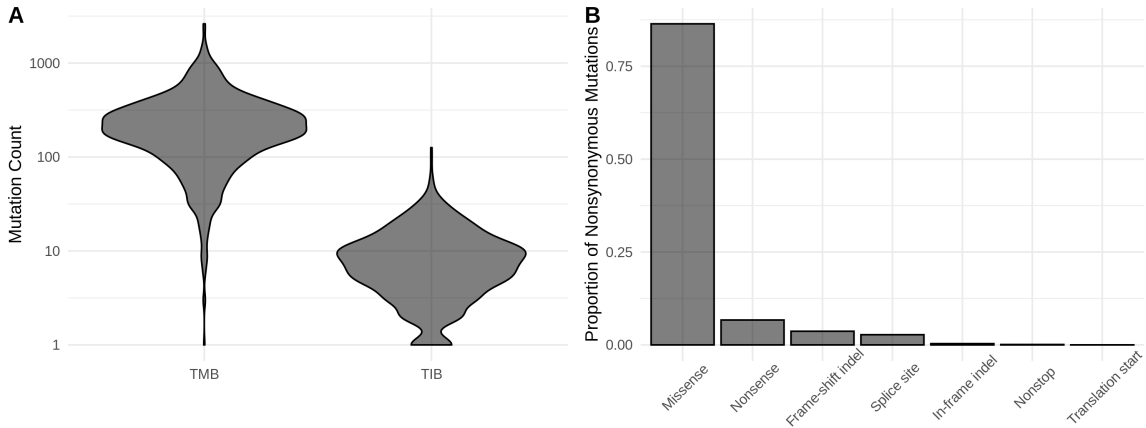 A
Mutation Count
1000
100
10
1
TMB
TIB
B
Proportion of Nonsynonymous Mutations
0.75
0.50
0.25
0.00
Missense
Nonsense
Frame-shift indel
Splice site
In-frame indel
Nonstop
Translation start